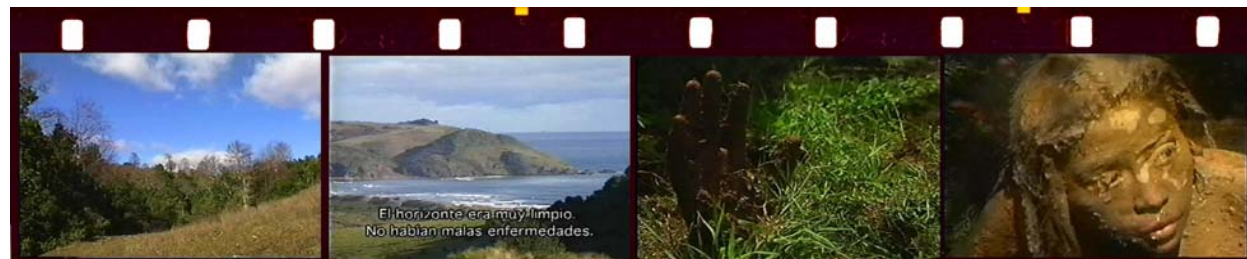 El horizonte era muy limpio.
No habían malas enfermedades.